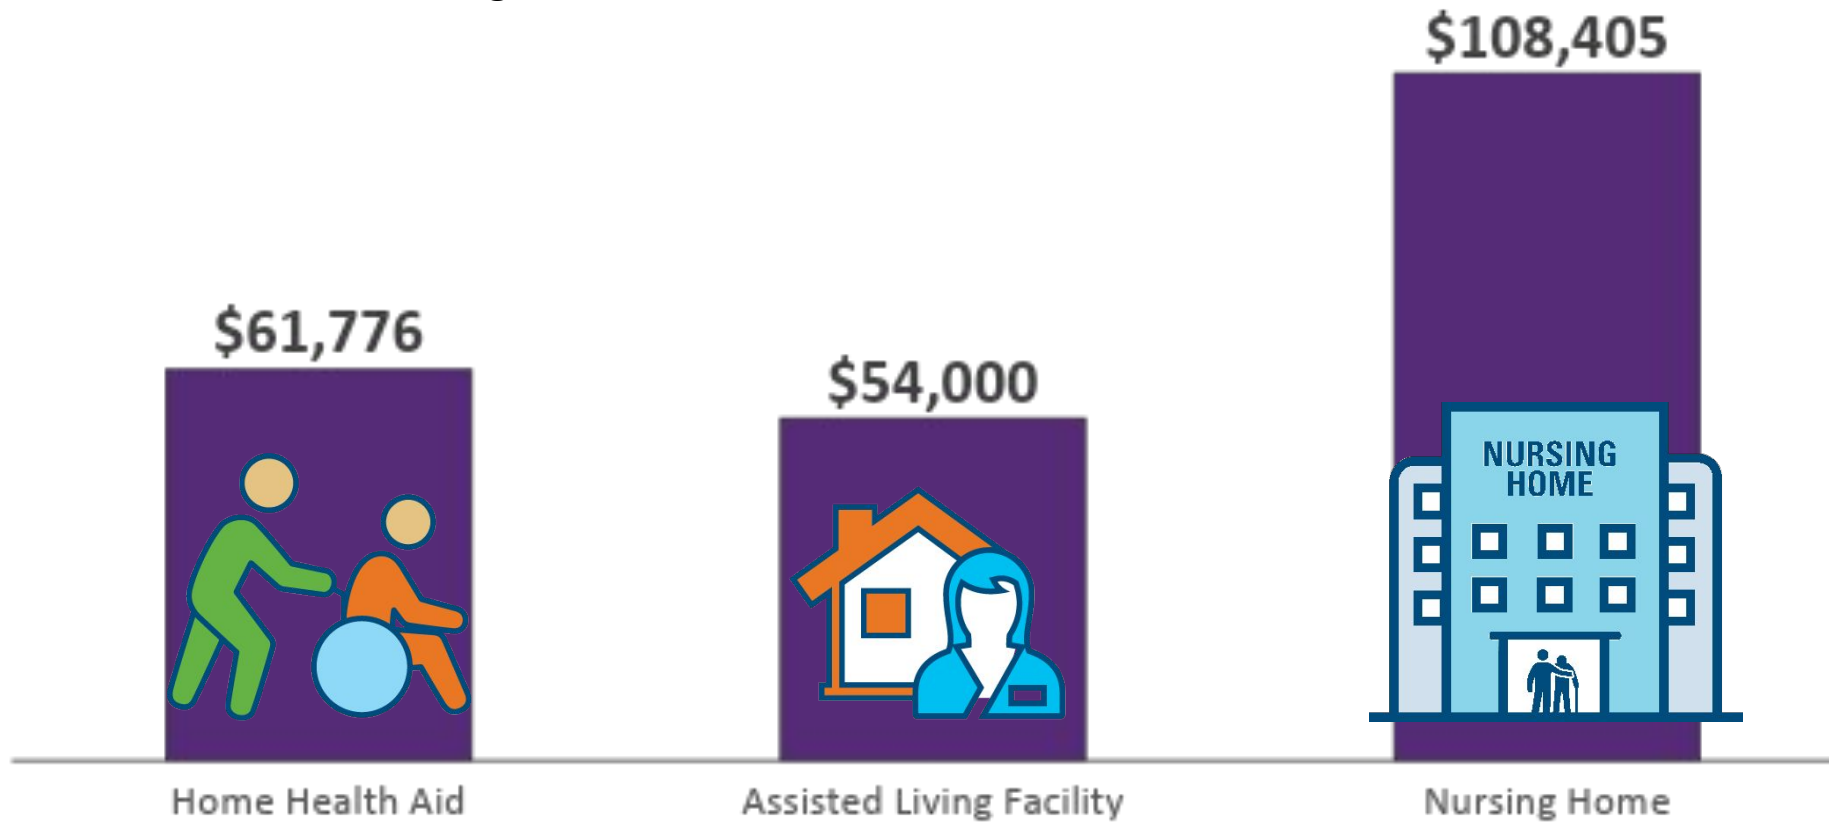 $108,405
$61,776
$54,000
NURSING
HOME
Home Health Aid
Assisted Living Facility
Nursing Home